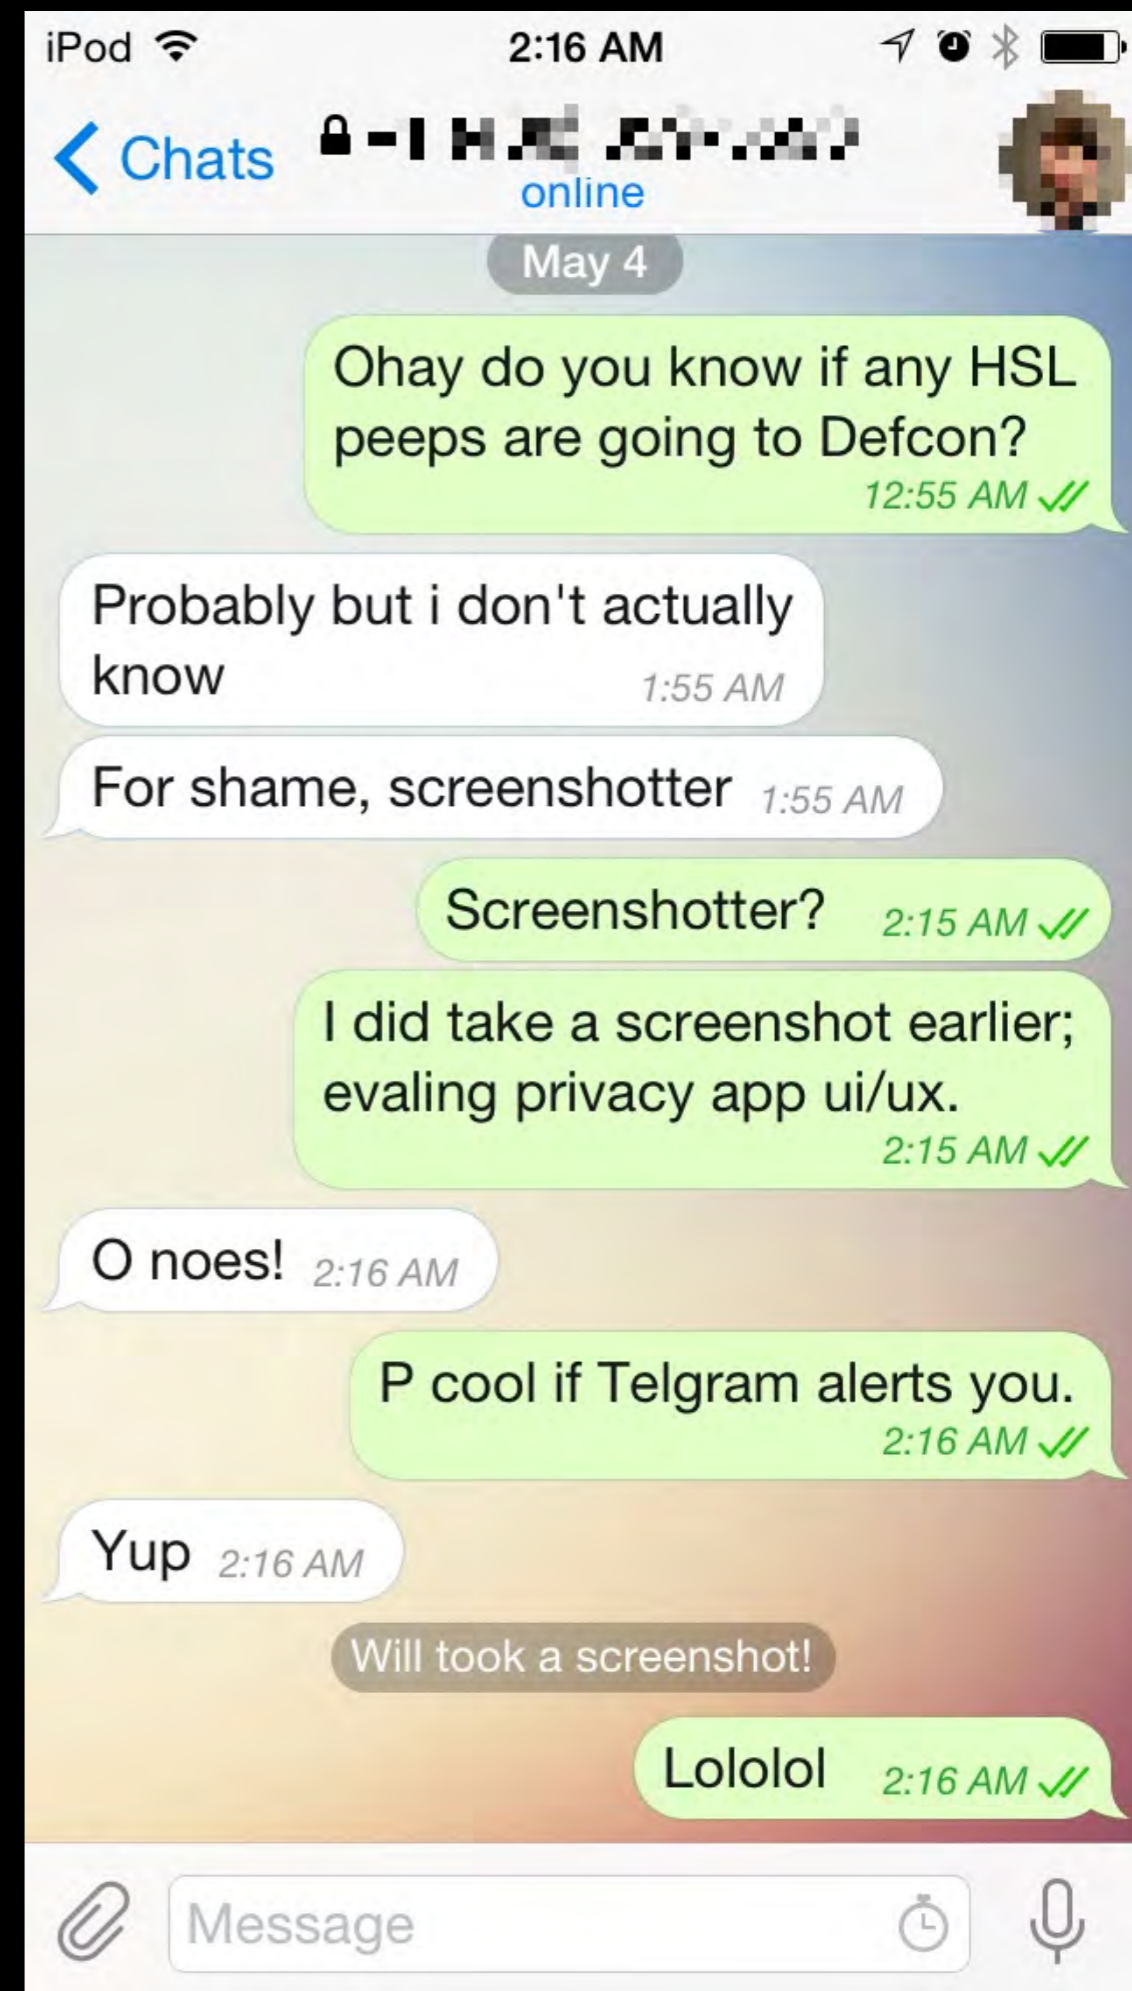 iPod 2:16 AM
Chats
online
May 4
Ohay do you know if any HSL
peeps are going to Defcon?
12:55 AM
Probably but i don't actually
know 1:55 AM
For shame, screenshotter 1:55 AM
Screenshotter? 2:15 AM
I did take a screenshot earlier;
evaling privacy app ui/ux.
2:15 AM
O noes! 2:16 AM
P cool if Telgram alerts you.
2:16 AM
Yup 2:16 AM
Will took a screenshot!
Lololol 2:16 AM
Message